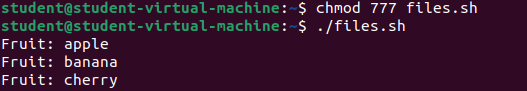 student@student-virtual-machine:~$ chmod 777 files.sh
student@student-virtual-machine:~$ ./files.sh
Fruit: apple
Fruit: banana
Fruit: cherry